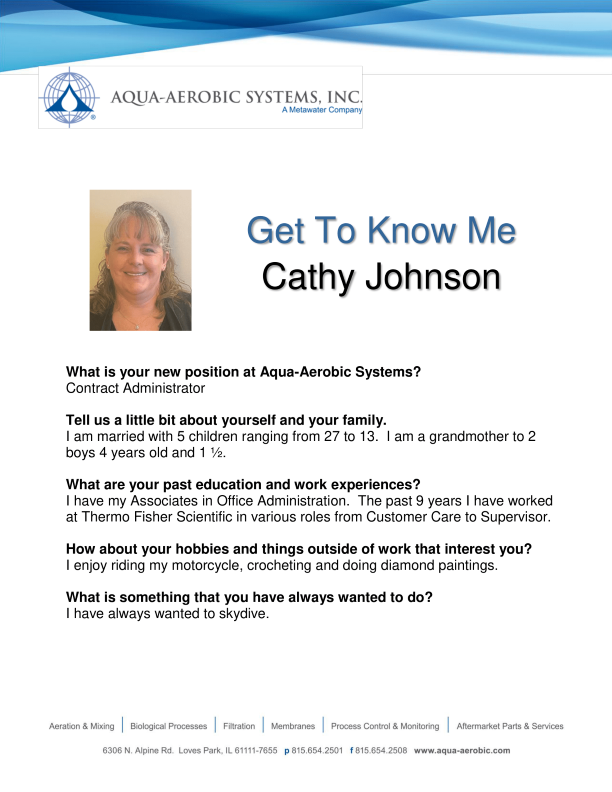 AQUA-AEROBIC SYSTEMS, INC.
A Metawater Company
®
Get To Know Me
Cathy Johnson
What is your new position at Aqua-Aerobic Systems?
Contract Administrator
Tell us a little bit about yourself and your family.
I am married with 5 children ranging from 27 to 13.  I am a grandmother to 2
boys 4 years old and 1 ½.
What are your past education and work experiences?
I have my Associates in Office Administration.  The past 9 years I have worked
at Thermo Fisher Scientific in various roles from Customer Care to Supervisor.
How about your hobbies and things outside of work that interest you?
I enjoy riding my motorcycle, crocheting and doing diamond paintings.
What is something that you have always wanted to do?
I have always wanted to skydive.
Aeration & Mixing | Biological Processes | Filtration | Membranes | Process Control & Monitoring | Aftermarket Parts & Services
6306 N. Alpine Rd.  Loves Park, IL 61111-7655  p 815.654.2501  f 815.654.2508  www.aqua-aerobic.com